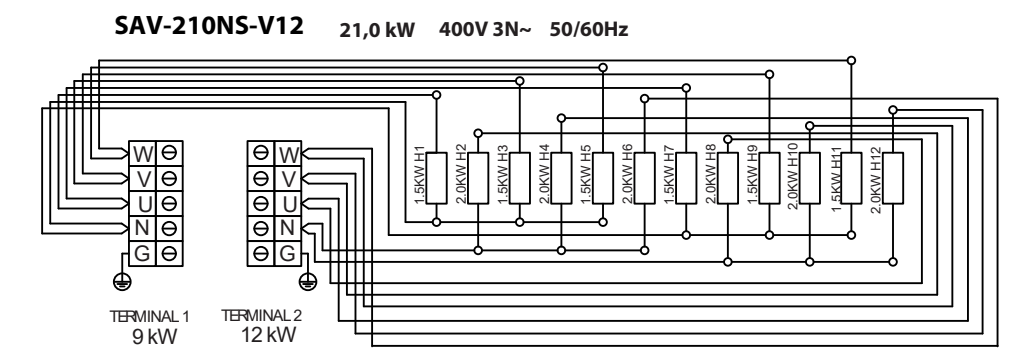 SAV-210NS-V12 21,0 kW 400V 3N~ 50/60Hz
1.5KW H1
2.0KW H2
1.5KW H3
2.0KW H4
1.5KW H5
2.0KW H6
1.5KW H7
2.0KW H8
1.5KW H9
2.0KW H10
1.5KW H11
2.0KW H12
W W
V V
U U
N N
G G
TERMINAL 1 TERMINAL 2
9 kW 12 kW